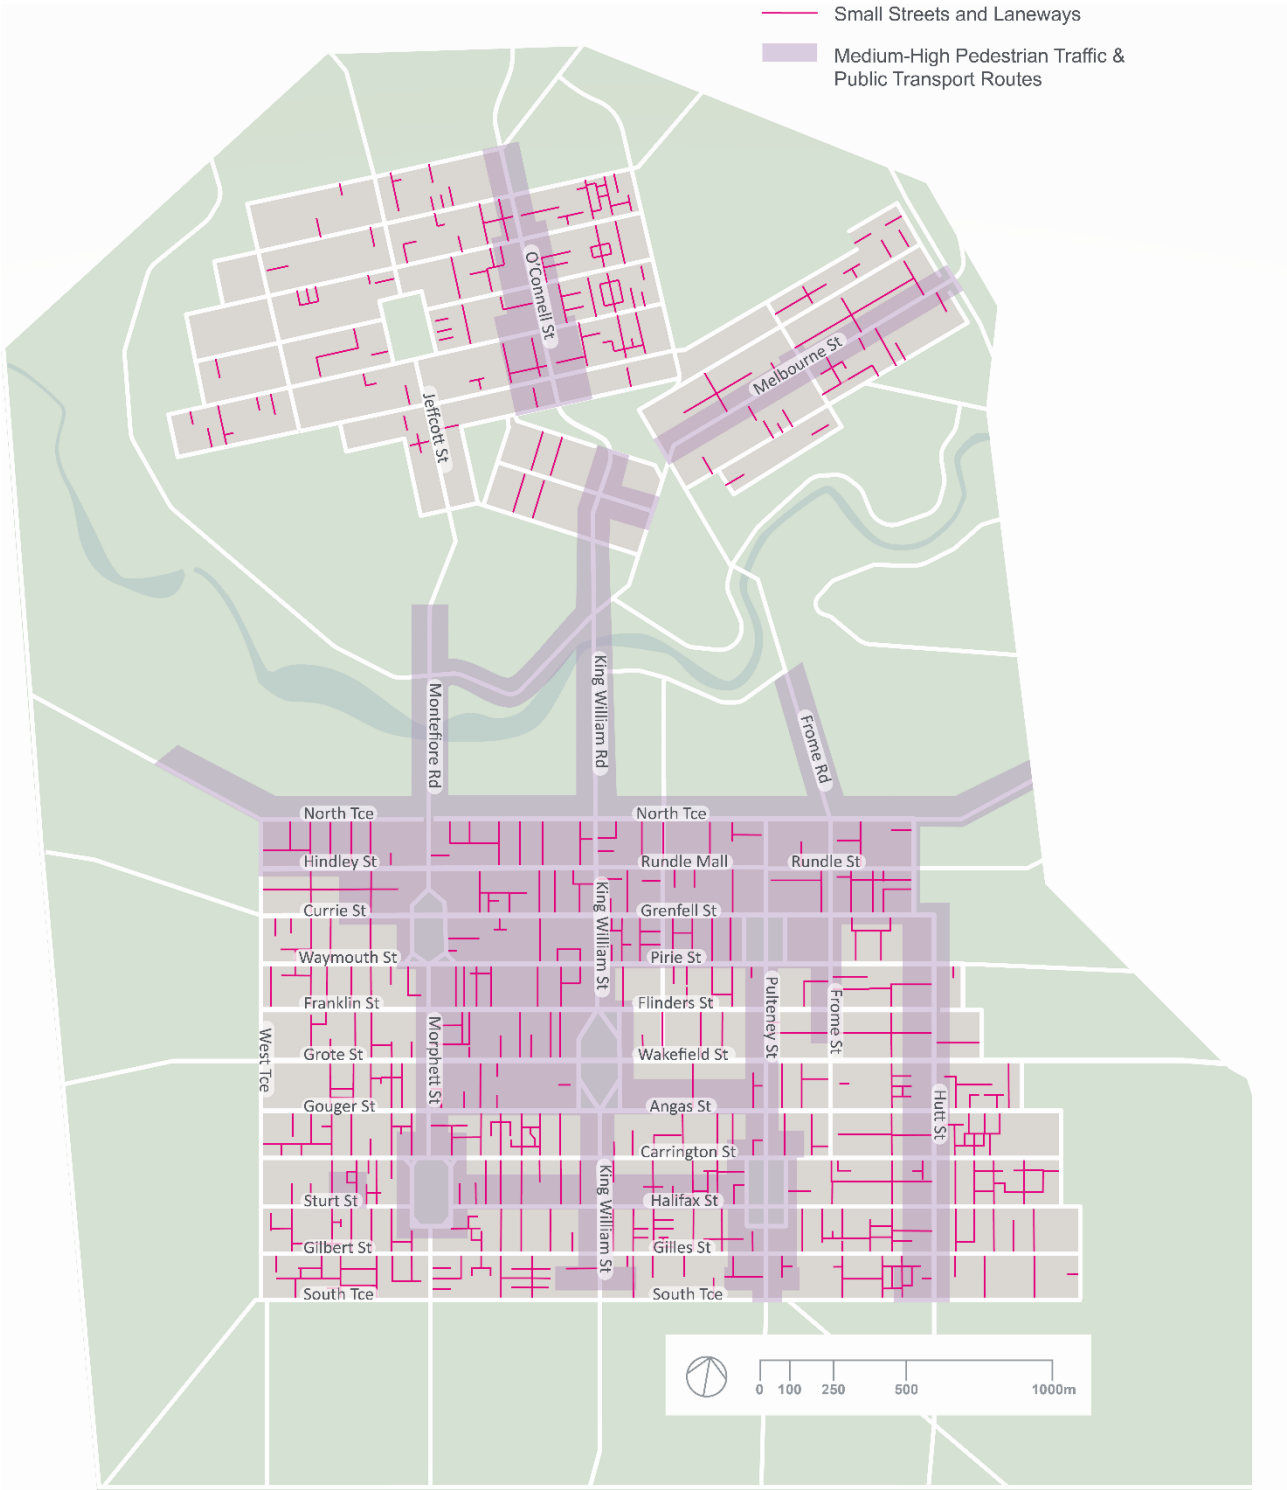 Small Streets and Laneways
Medium-High Pedestrian Traffic &
Public Transport Routes
O'Connell St
Melbourne St
Jeffcott St
Montefiore Rd
King William Rd
Frome Rd
North Tce
North Tce
Hindley St
Rundle Mall
Rundle St
Currie St
King William St
Grenfell St
Waymouth St
Pirie St
Franklin St
Flinders St
Pulteney St
Frome St
West Tce
Grote St
Morphett St
Wakefield St
Gouger St
Angas St
Hutt St
Carrington St
Sturt St
King William St
Halifax St
Gilbert St
Gilles St
South Tce
South Tce
0 100 250 500 1000m